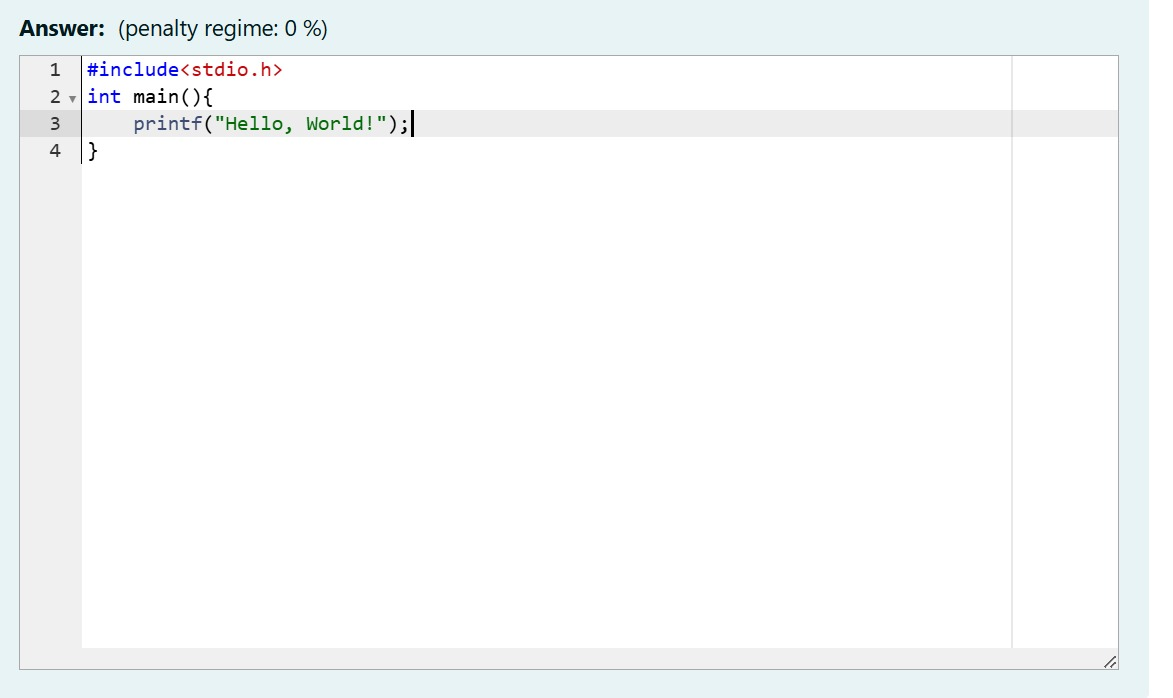 Answer: (penalty regime: 0 %)
1 #include<stdio.h>
2 int main(){
3     printf("Hello, World!");
4 }